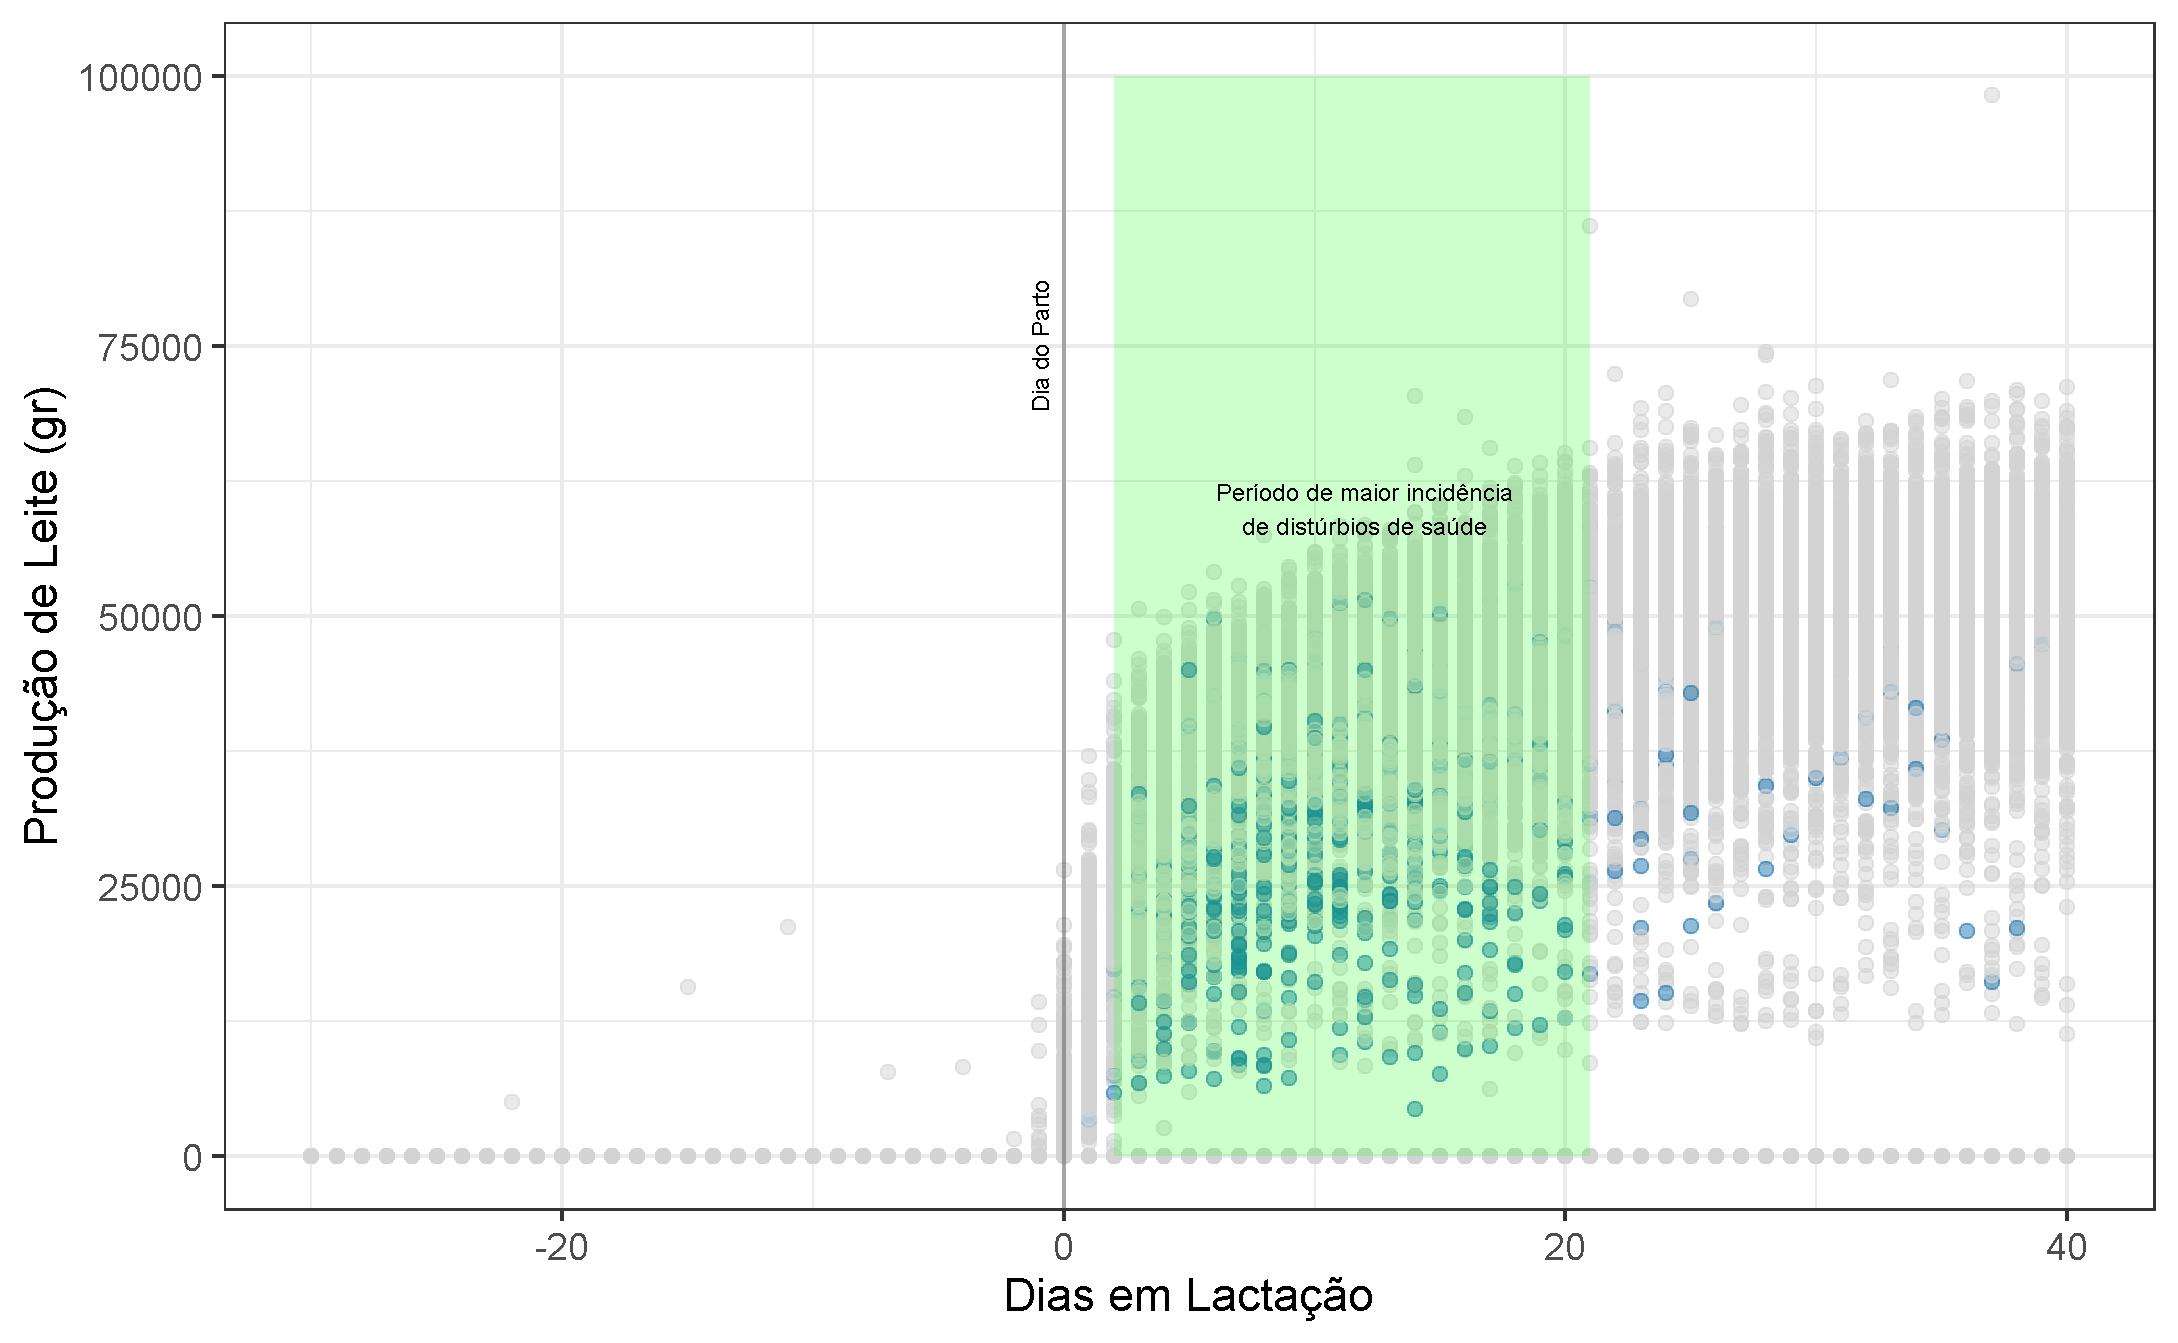 100000
75000
50000
25000
0
Produção de Leite (gr)
Dia do Parto
Período de maior incidência
de distúrbios de saúde
-20
0
20
40
Dias em Lactação